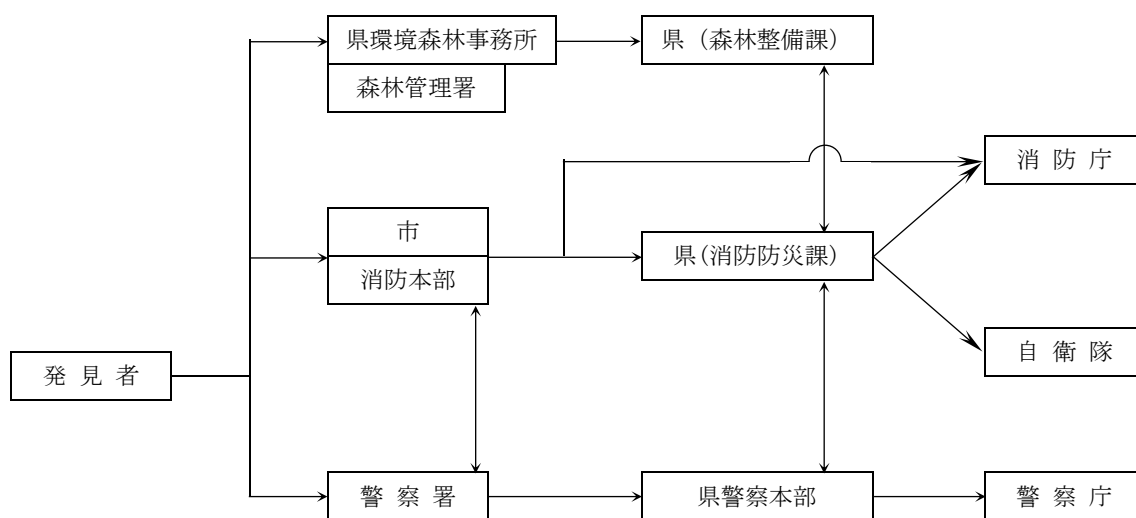 県環境森林事務所
県（森林整備課）
森林管理署
消 防 庁
市
県（消防防災課）
消防本部
自 衛 隊
発 見 者
警 察 署
県警察本部
警 察 庁